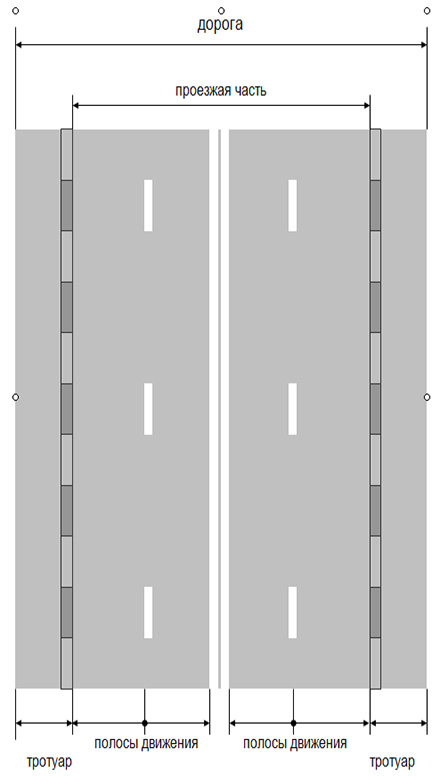 дорога
проезжая часть
полосы движения
полосы движения
тротуар
тротуар